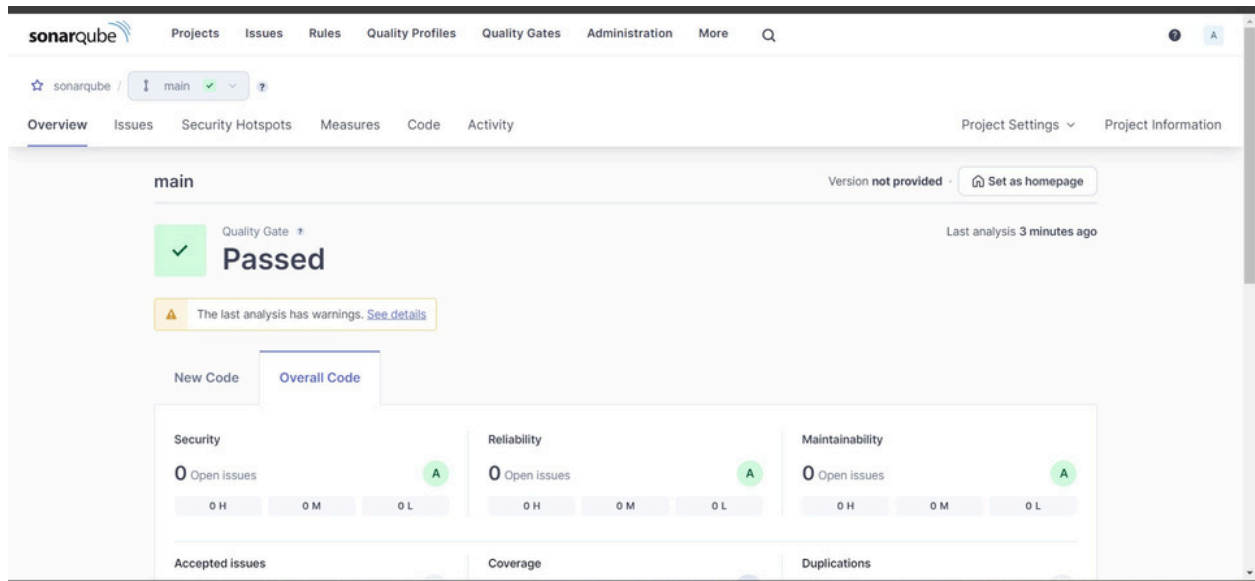 sonarqube Projects Issues Rules Quality Profiles Quality Gates Administration More ? A
sonarqube / main ?
Overview Issues Security Hotspots Measures Code Activity Project Settings Project Information
main Version not provided · Set as homepage
Quality Gate ? Last analysis 3 minutes ago
Passed
The last analysis has warnings. See details
New Code Overall Code
Security Reliability Maintainability
0 Open issues A 0 Open issues A 0 Open issues A
0 H 0 M 0 L 0 H 0 M 0 L 0 H 0 M 0 L
Accepted issues Coverage Duplications